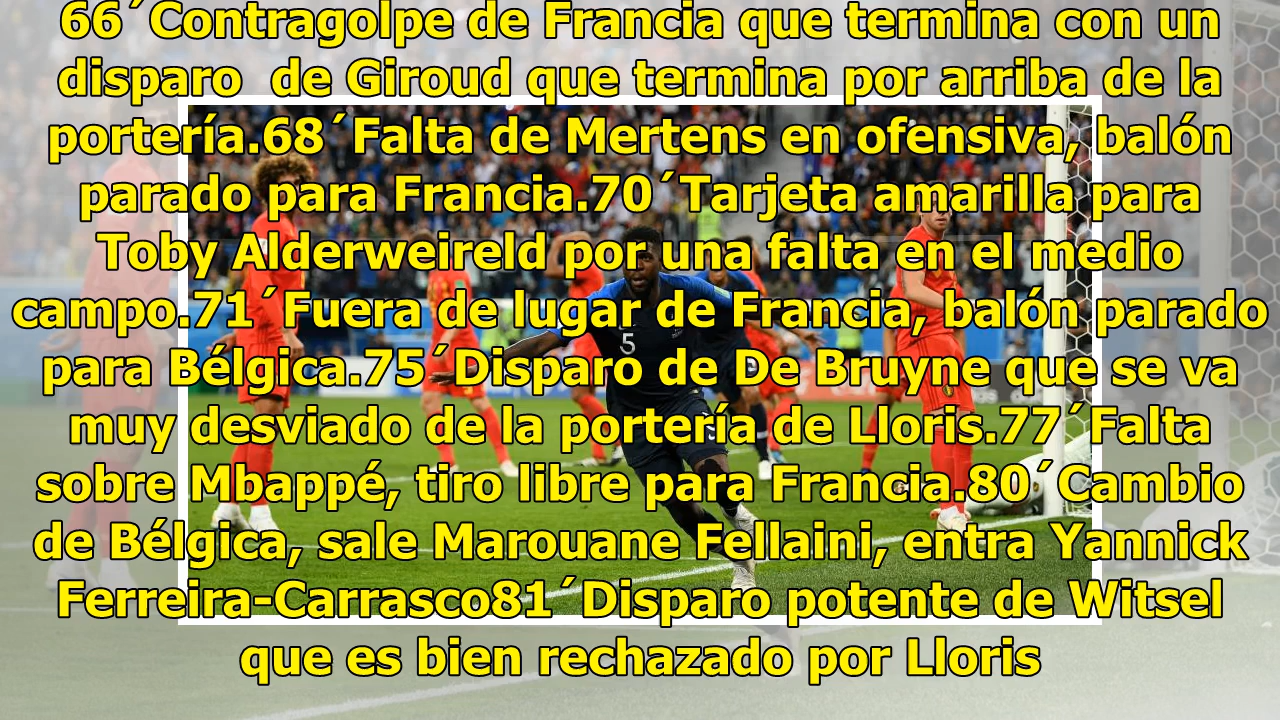 66´Contragolpe de Francia que termina con un
disparo  de Giroud que termina por arriba de la
portería.68´Falta de Mertens en ofensiva, balón
parado para Francia.70´Tarjeta amarilla para
Toby Alderweireld por una falta en el medio
campo.71´Fuera de lugar de Francia, balón parado
para Bélgica.75´Disparo de De Bruyne que se va
muy desviado de la portería de Lloris.77´Falta
sobre Mbappé, tiro libre para Francia.80´Cambio
de Bélgica, sale Marouane Fellaini, entra Yannick
Ferreira-Carrasco81´Disparo potente de Witsel
que es bien rechazado por Lloris
5